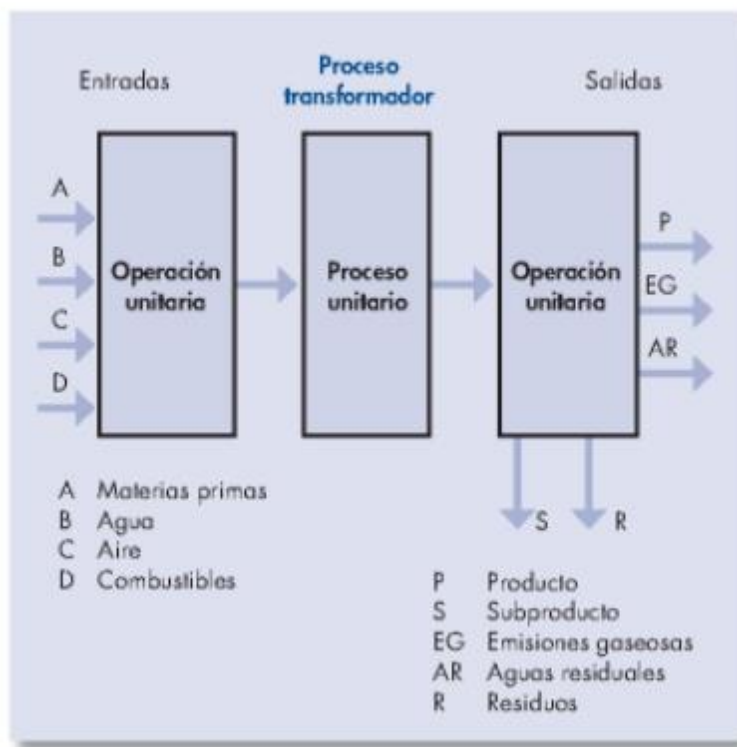 Entradas
Proceso
transformador
Salidas
A
B
C
D
Operación
unitaria
Proceso
unitario
Operación
unitaria
P
EG
AR
S
R
A Materias primas
B Agua
C Aire
D Combustibles
P Producto
S Subproducto
EG Emisiones gaseosas
AR Aguas residuales
R Residuos